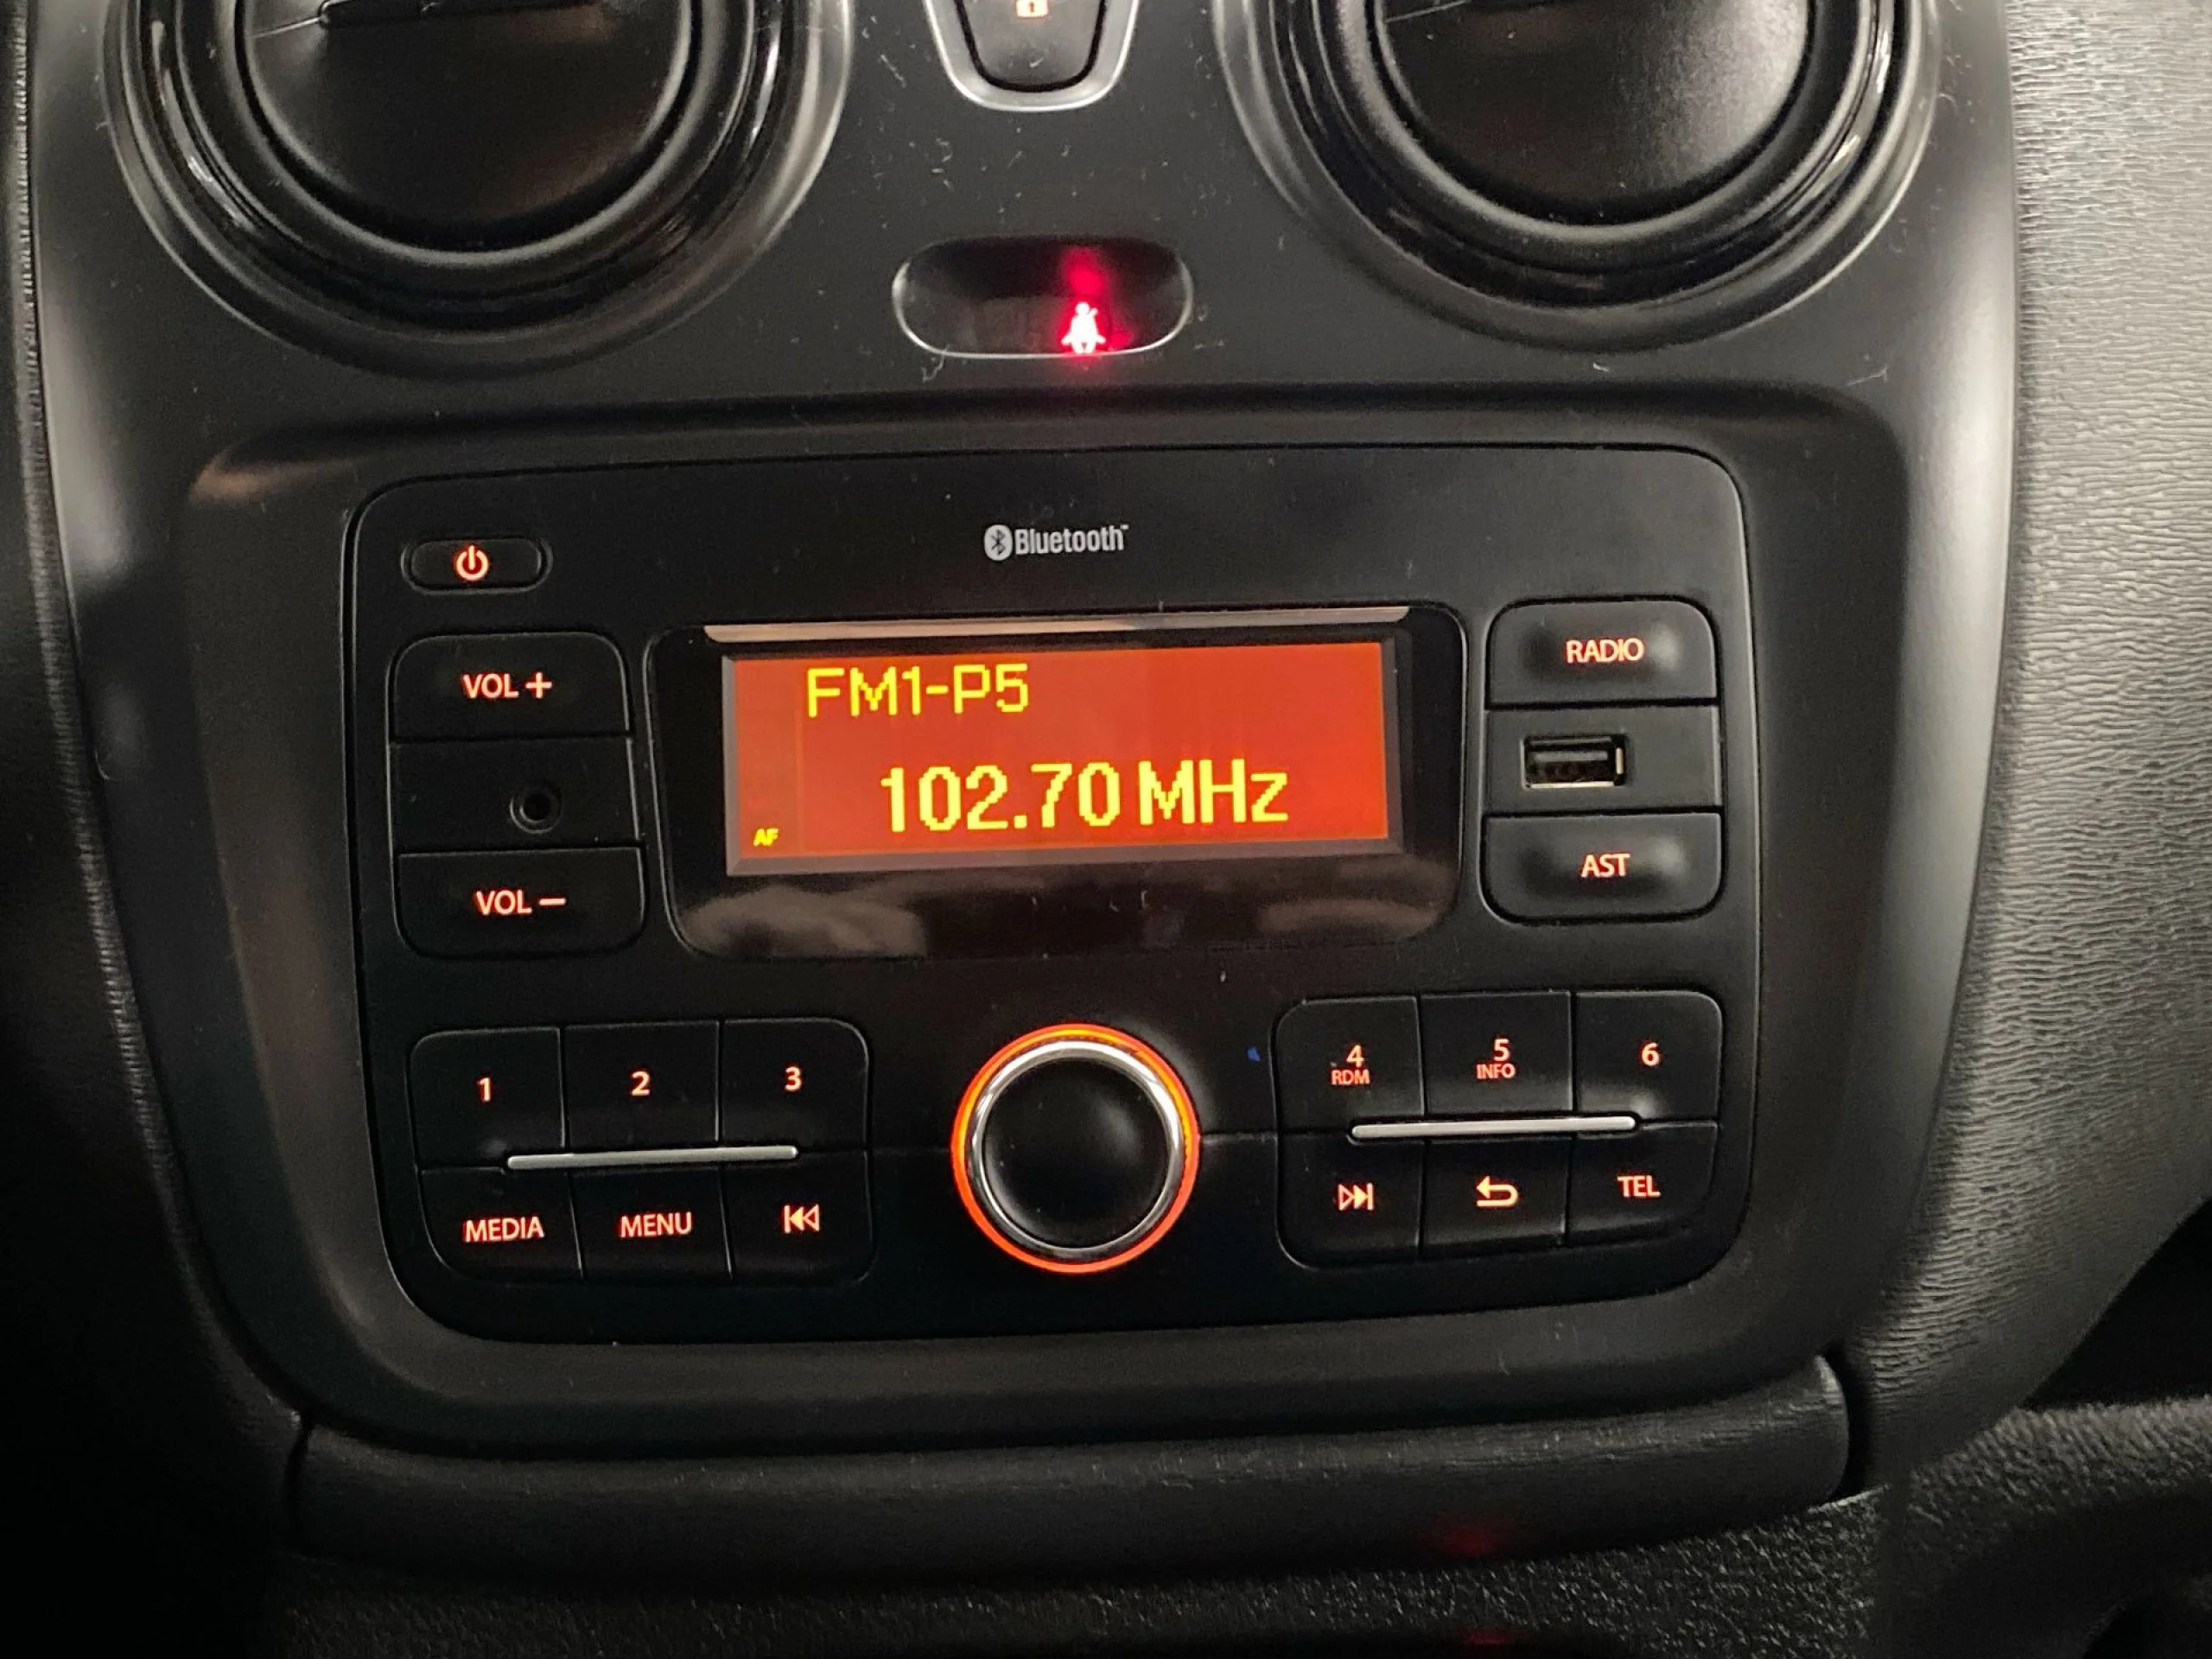 Bluetooth™
VOL +
FM1-P5
RADIO
102.70 MHz
AF
AST
VOL −
1 2 3
4 5 6
RDM INFO
MEDIA MENU
TEL